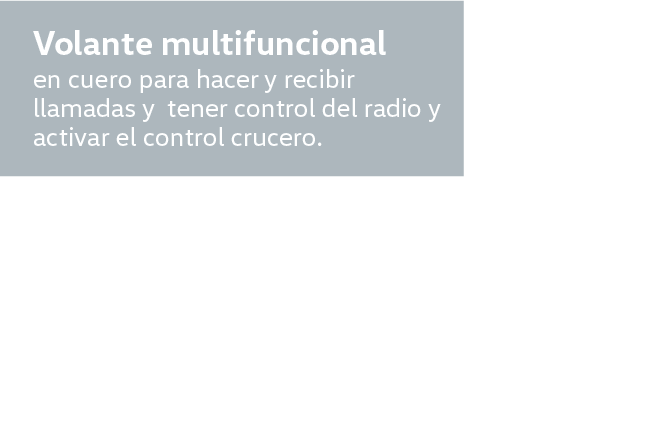 Volante multifuncional
en cuero para hacer y recibir
llamadas y  tener control del radio y
activar el control crucero.